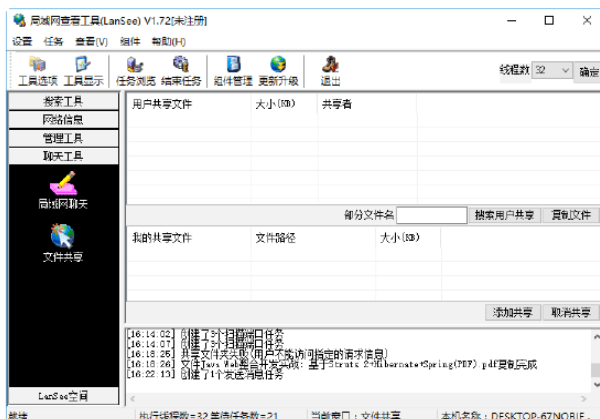 局域网查看工具(LanSee) V1.72[未注册]
设置 任务 查看(V) 组件 帮助(H)
工具选项 工具显示 任务浏览 结束任务 组件管理 更新升级 退出 线程数 32 确定
搜索工具
网络信息
管理工具
聊天工具
局域网聊天
文件共享
LanSee空间
用户共享文件 大小(KB) 共享者
部分文件名 搜索用户共享 复制文件
我的共享文件 文件路径 大小(KB)
添加共享 取消共享
[16:14:02] 创建了3个扫描端口任务
[16:14:07] 创建了3个扫描端口任务
[16:18:25] 共享文件夹失败(用户不能访问指定的请求信息)
[16:18:26] 文件Java Web整合开发 基于Struts 2+Hibernate+Spring(PDF).pdf复制完成
[16:22:13] 创建了1个发送消息任务
就绪 执行线程数=32 等待任务数=21 当前窗口：文件共享 本机名称：DESKTOP-67NOBIF